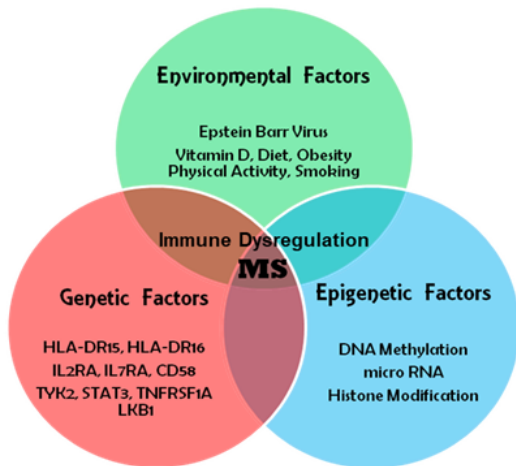 Environmental Factors
Epstein Barr Virus
Vitamin D, Diet, Obesity
Physical Activity, Smoking
Immune Dysregulation
MS
Genetic Factors
HLA-DR15, HLA-DR16
IL2RA, IL7RA, CD58
TYK2, STAT3, TNFRSF1A
LKB1
Epigenetic Factors
DNA Methylation
micro RNA
Histone Modification